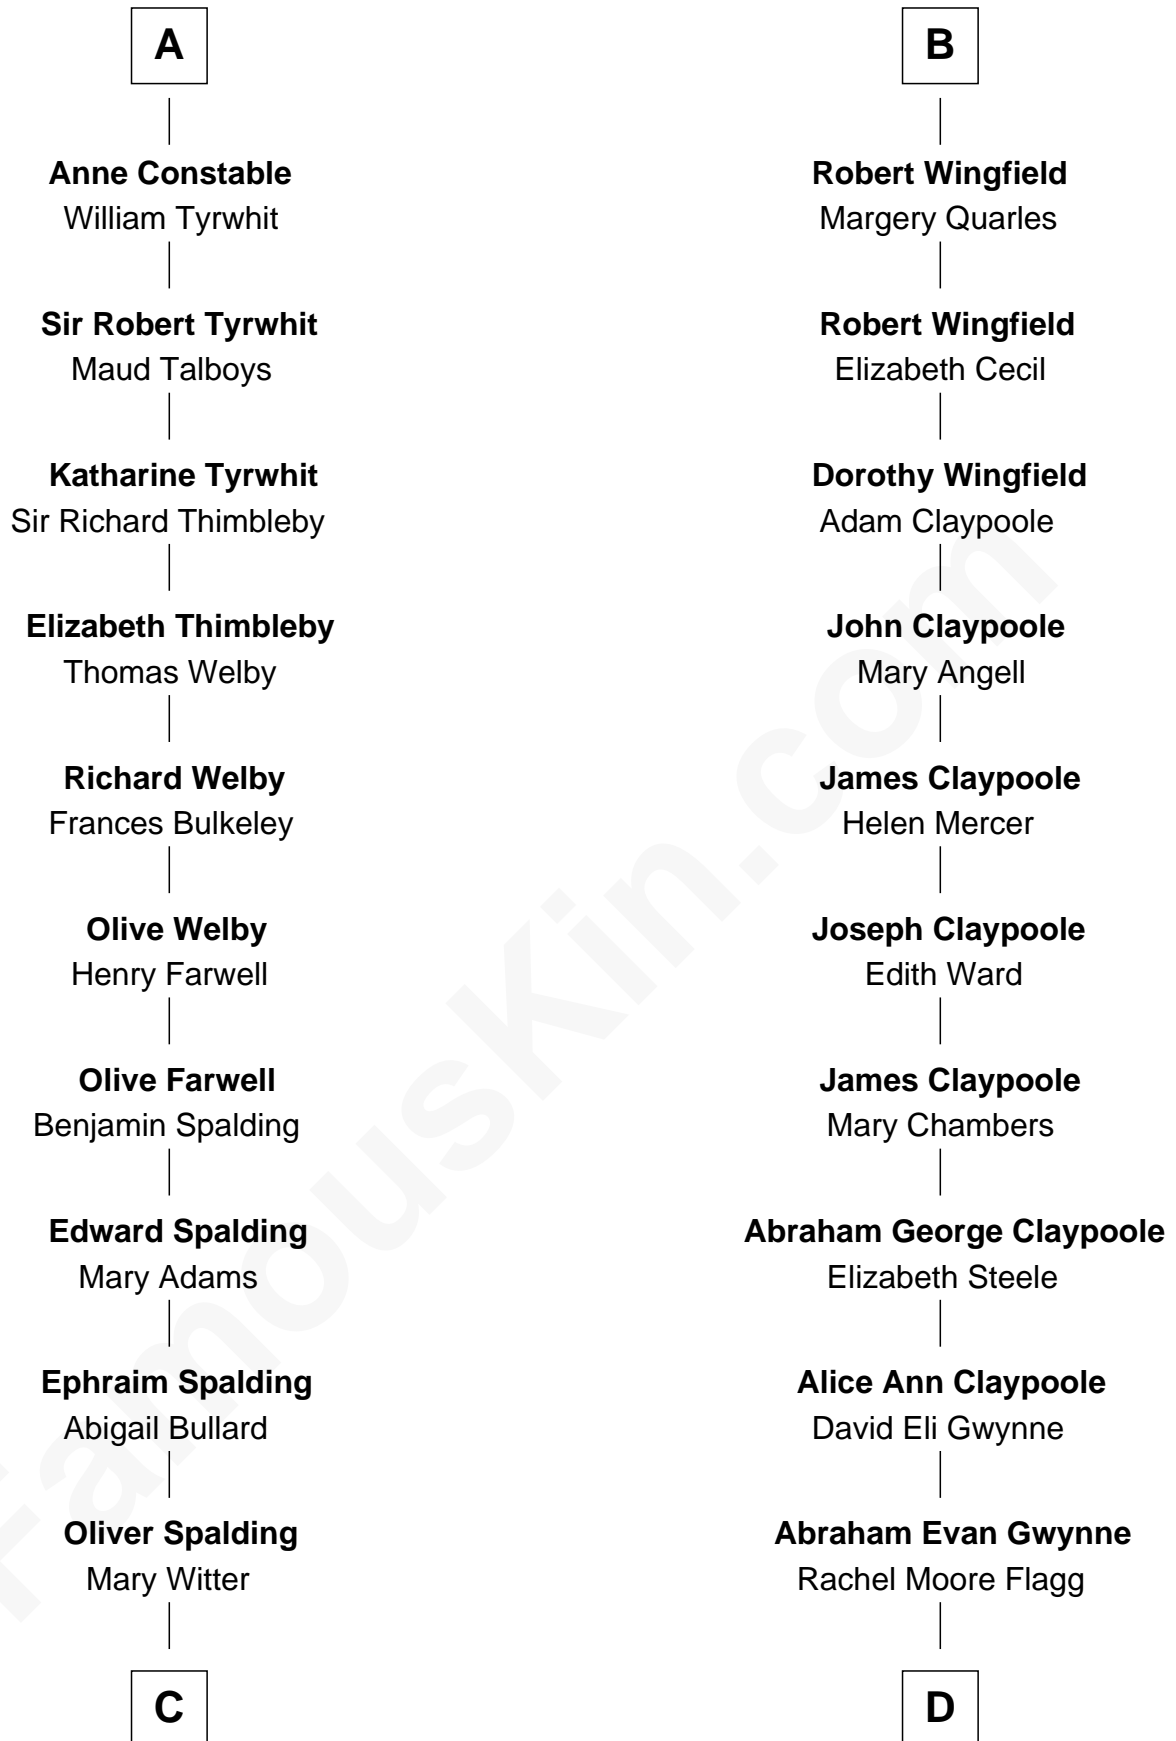 A
Anne Constable
William Tyrwhit
Sir Robert Tyrwhit
Maud Talboys
Katharine Tyrwhit
Sir Richard Thimbleby
Elizabeth Thimbleby
Thomas Welby
Richard Welby
Frances Bulkeley
Olive Welby
Henry Farwell
Olive Farwell
Benjamin Spalding
Edward Spalding
Mary Adams
Ephraim Spalding
Abigail Bullard
Oliver Spalding
Mary Witter
C
B
Robert Wingfield
Margery Quarles
Robert Wingfield
Elizabeth Cecil
Dorothy Wingfield
Adam Claypoole
John Claypoole
Mary Angell
James Claypoole
Helen Mercer
Joseph Claypoole
Edith Ward
James Claypoole
Mary Chambers
Abraham George Claypoole
Elizabeth Steele
Alice Ann Claypoole
David Eli Gwynne
Abraham Evan Gwynne
Rachel Moore Flagg
D
FamousKin.com